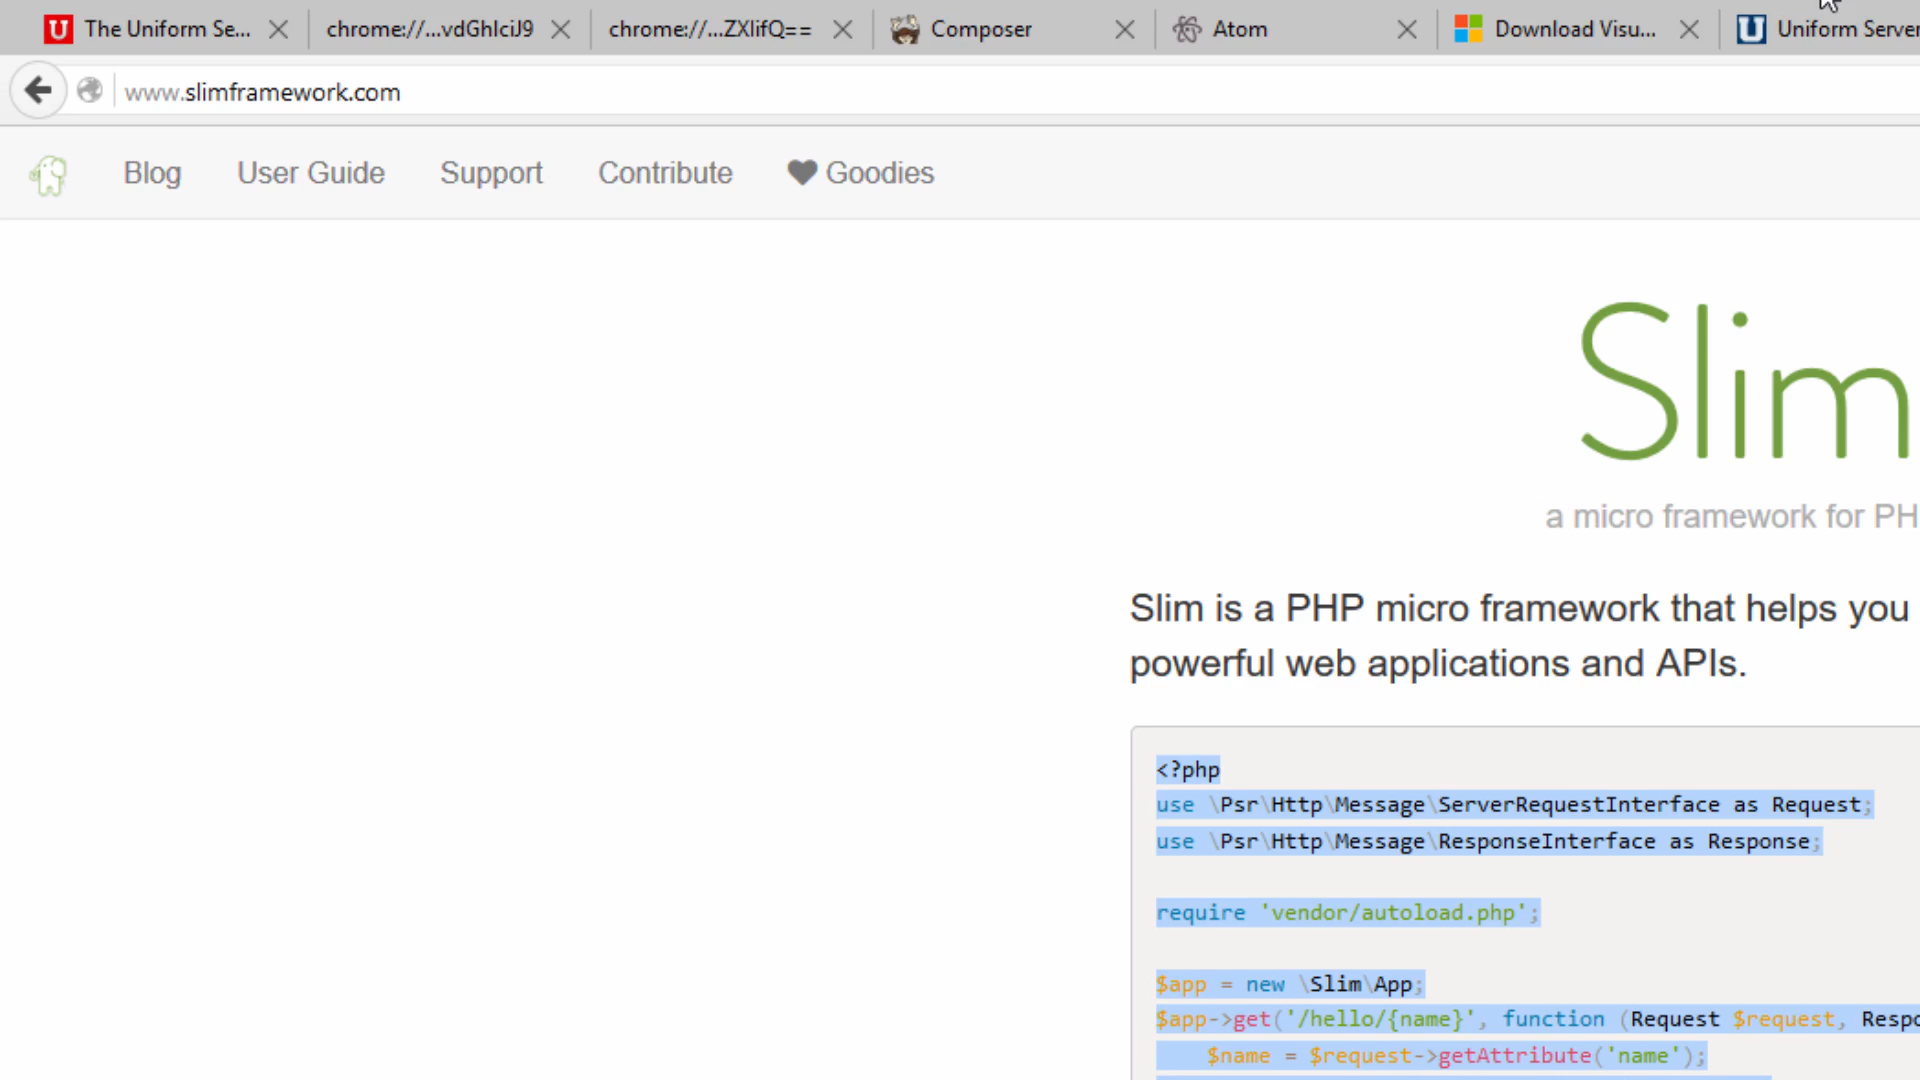 The Uniform Se...
chrome://...vdGhlciJ9
chrome://...ZXIifQ==
Composer
Atom
Download Visu...
Uniform Server
www.slimframework.com
Blog
User Guide
Support
Contribute
Goodies
Slim
a micro framework for PH
Slim is a PHP micro framework that helps you
powerful web applications and APIs.
<?php
use \Psr\Http\Message\ServerRequestInterface as Request;
use \Psr\Http\Message\ResponseInterface as Response;
require 'vendor/autoload.php';
$app = new \Slim\App;
$app->get('/hello/{name}', function (Request $request, Respo
$name = $request->getAttribute('name');